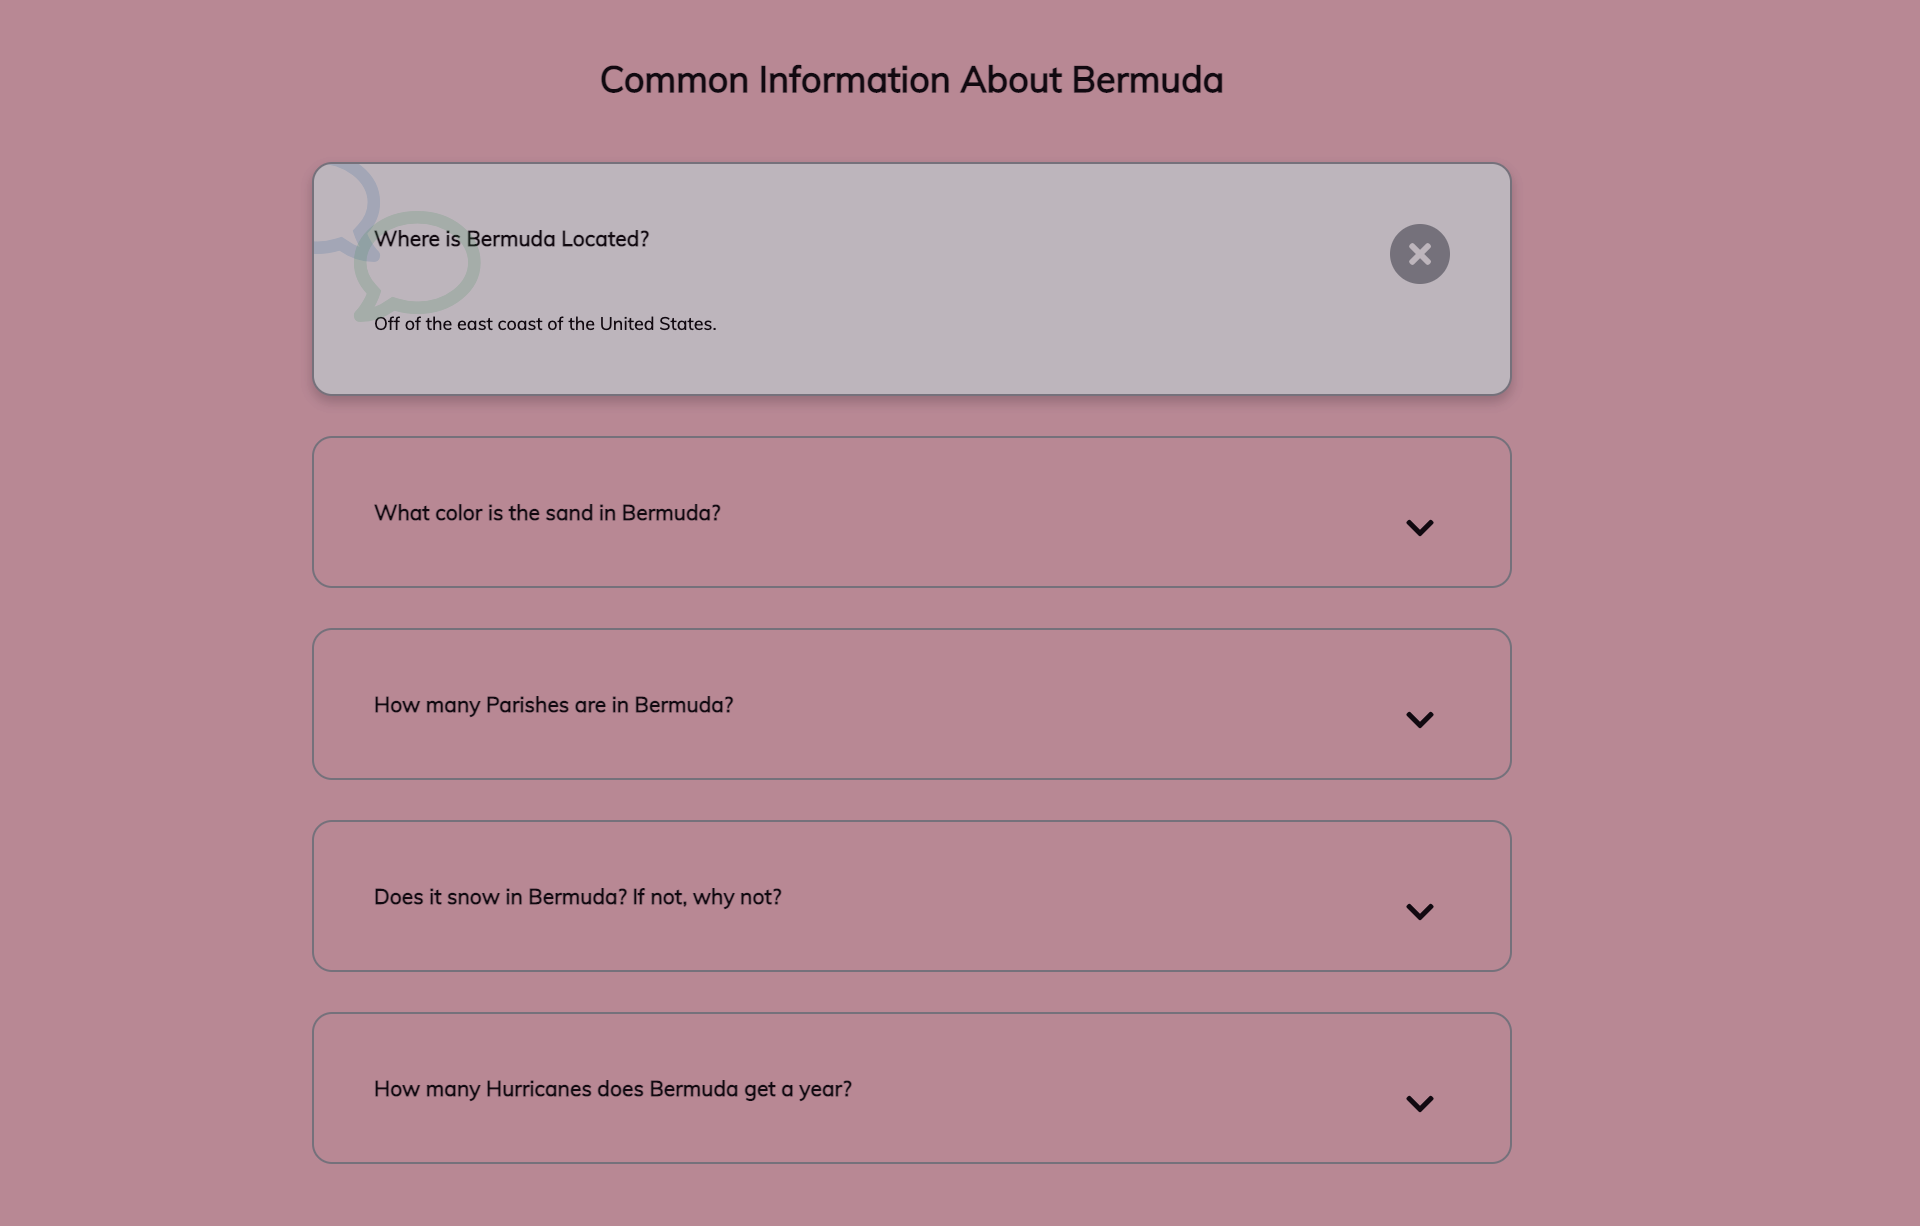 Common Information About Bermuda
Where is Bermuda Located?
Off of the east coast of the United States.
What color is the sand in Bermuda?
How many Parishes are in Bermuda?
Does it snow in Bermuda? If not, why not?
How many Hurricanes does Bermuda get a year?